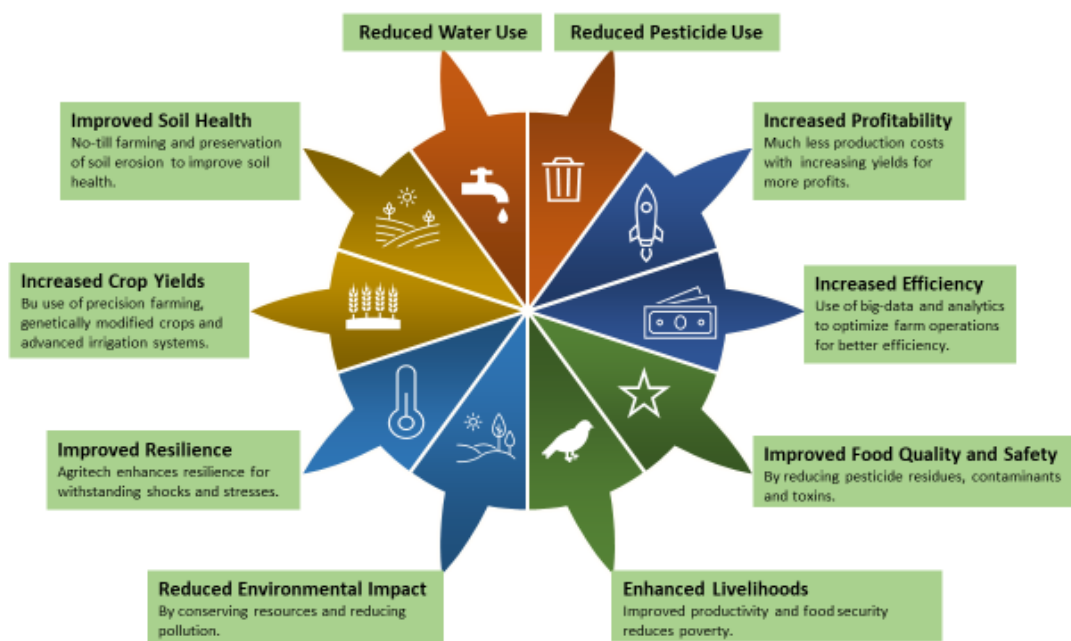 Reduced Water Use
Reduced Pesticide Use
Improved Soil Health
No-till farming and preservation
of soil erosion to improve soil
health.
Increased Profitability
Much less production costs
with increasing yields for
more profits.
Increased Crop Yields
Bu use of precision farming,
genetically modified crops and
advanced irrigation systems.
Increased Efficiency
Use of big-data and analytics
to optimize farm operations
for better efficiency.
Improved Resilience
Agritech enhances resilience for
withstanding shocks and stresses.
Improved Food Quality and Safety
By reducing pesticide residues, contaminants
and toxins.
Reduced Environmental Impact
By conserving resources and reducing
pollution.
Enhanced Livelihoods
Improved productivity and food security
reduces poverty.